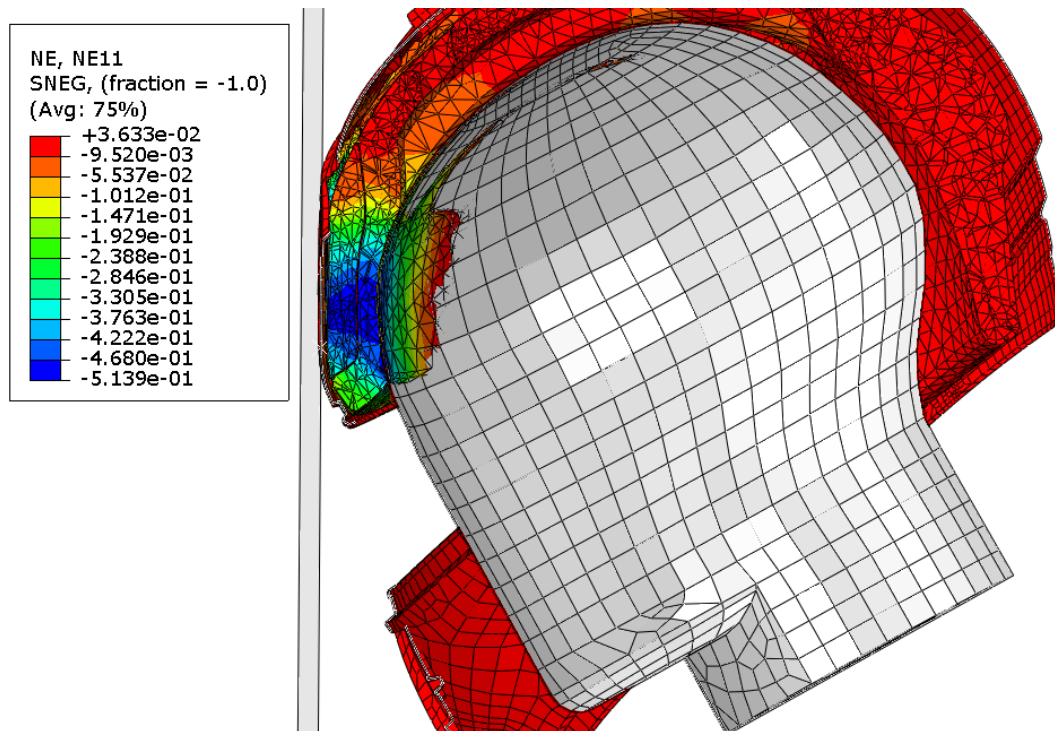 NE, NE11
SNEG, (fraction = -1.0)
(Avg: 75%)
+3.633e-02
-9.520e-03
-5.537e-02
-1.012e-01
-1.471e-01
-1.929e-01
-2.388e-01
-2.846e-01
-3.305e-01
-3.763e-01
-4.222e-01
-4.680e-01
-5.139e-01